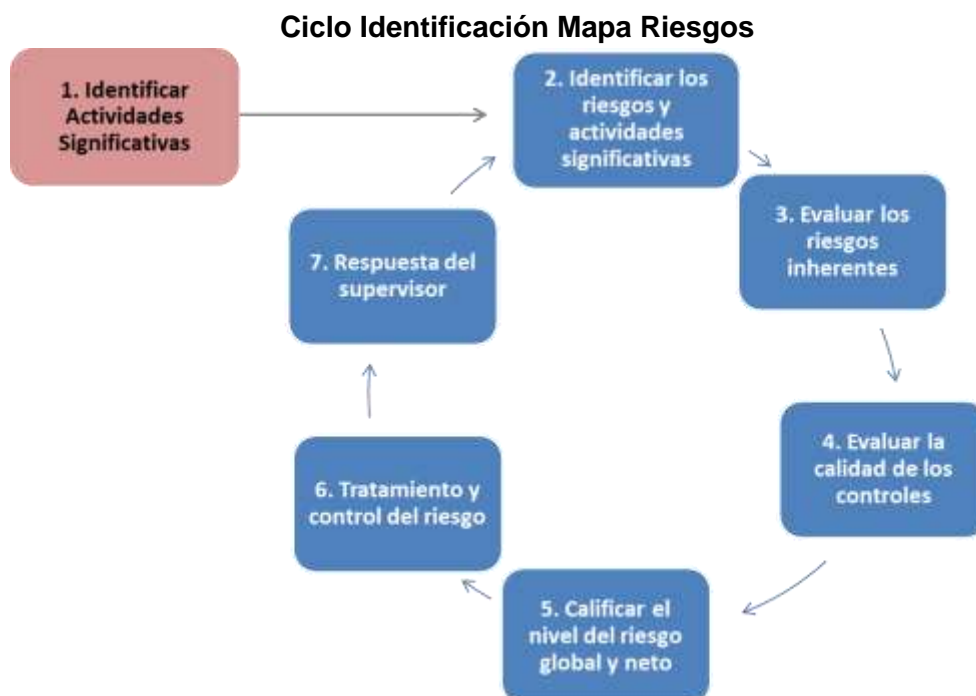 Ciclo Identificación Mapa Riesgos
1. Identificar
Actividades
Significativas
2. Identificar los
riesgos y
actividades
significativas
3. Evaluar los
riesgos
inherentes
4. Evaluar la
calidad de los
controles
5. Calificar el
nivel del riesgo
global y neto
6. Tratamiento y
control del riesgo
7. Respuesta del
supervisor